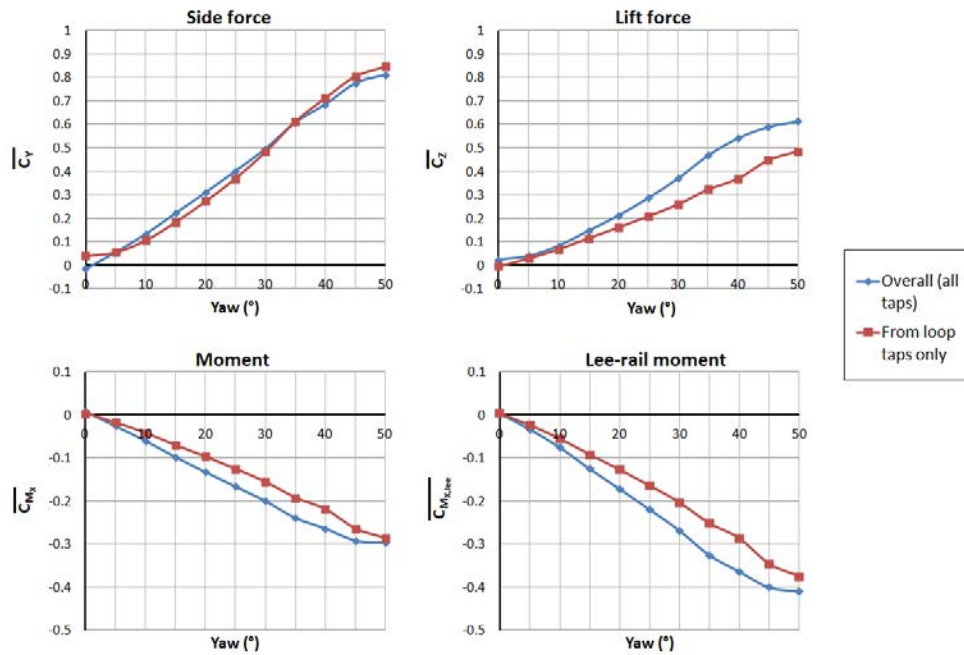 Side force
1
0.9
0.8
0.7
0.6
0.5
0.4
0.3
0.2
0.1
0
-0.1
0 10 20 30 40 50
C_Y
Yaw (°)
Lift force
1
0.9
0.8
0.7
0.6
0.5
0.4
0.3
0.2
0.1
0
-0.1
0 10 20 30 40 50
C_Z
Yaw (°)
Overall (all
taps)
From loop
taps only
Moment
0.1
0
-0.1
-0.2
-0.3
-0.4
-0.5
0 10 20 30 40 50
C_Mx
Yaw (°)
Lee-rail moment
0.1
0
-0.1
-0.2
-0.3
-0.4
-0.5
0 10 20 30 40 50
C_Mx,lee
Yaw (°)